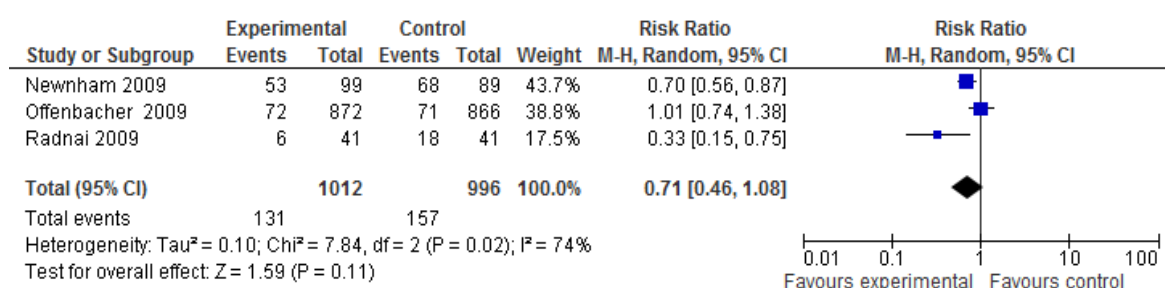 Experimental Control Risk Ratio Risk Ratio
Study or Subgroup Events Total Events Total Weight M-H, Random, 95% CI M-H, Random, 95% CI
Newnham 2009 53 99 68 89 43.7% 0.70 [0.56, 0.87]
Offenbacher 2009 72 872 71 866 38.8% 1.01 [0.74, 1.38]
Radnai 2009 6 41 18 41 17.5% 0.33 [0.15, 0.75]
Total (95% CI) 1012 996 100.0% 0.71 [0.46, 1.08]
Total events 131 157
Heterogeneity: Tau² = 0.10; Chi² = 7.84, df = 2 (P = 0.02); I² = 74%
Test for overall effect: Z = 1.59 (P = 0.11)
0.01 0.1 1 10 100
Favours experimental Favours control